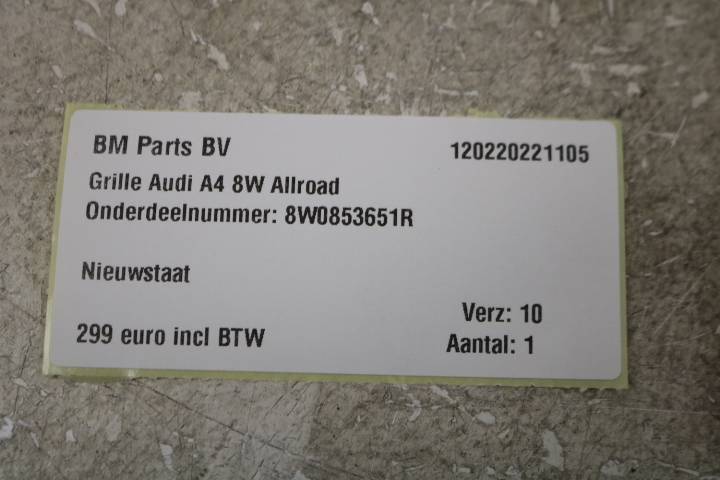 BM Parts BV 120220221105
Grille Audi A4 8W Allroad
Onderdeelnummer: 8W0853651R
Nieuwstaat
Verz: 10
299 euro incl BTW Aantal: 1